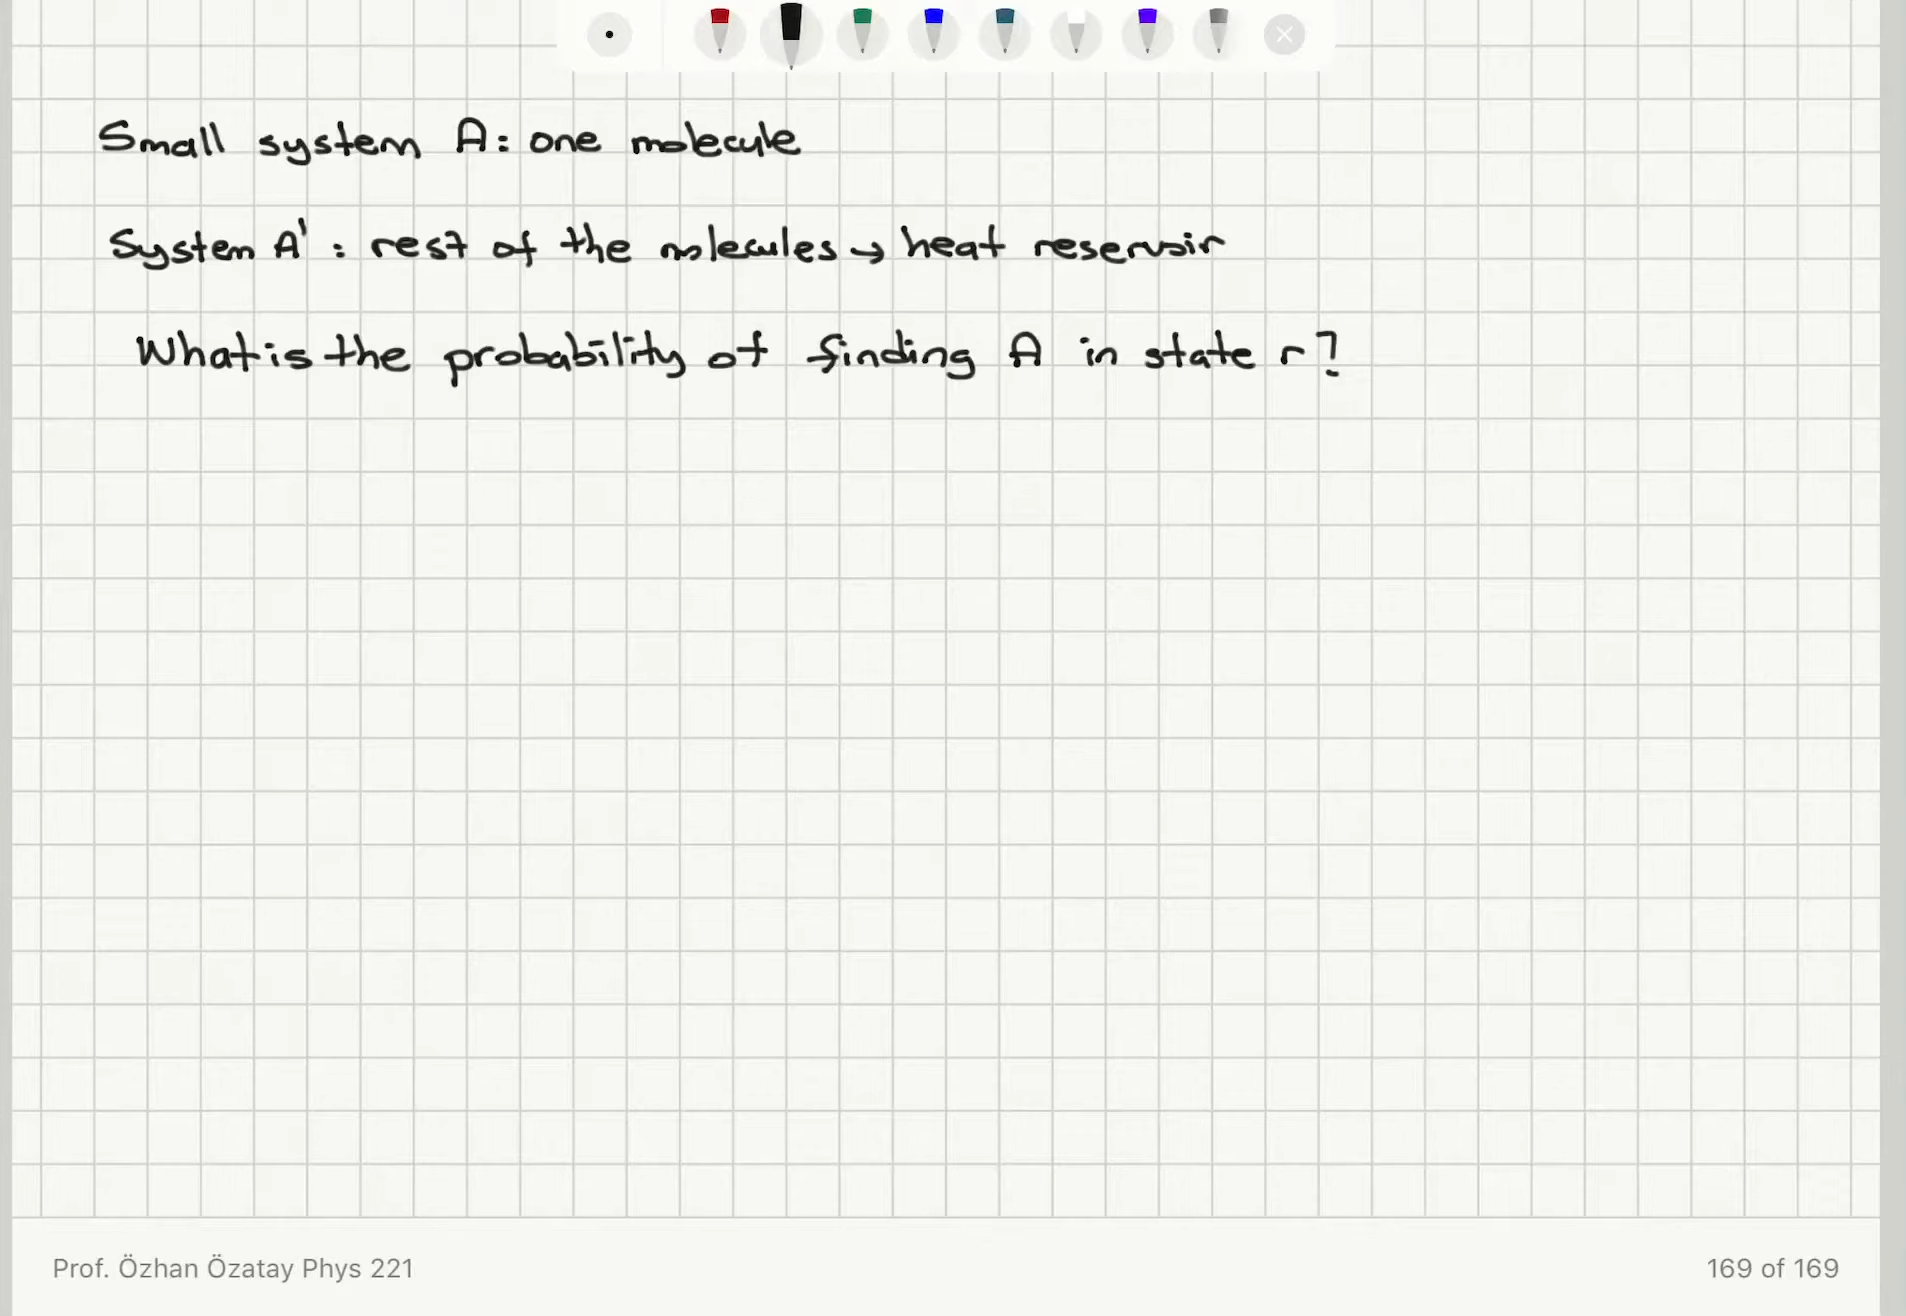 Small system A: one molecule
System A' : rest of the molecules → heat reservoir
What is the probability of finding A in state r?
Prof. Özhan Özatay Phys 221
169 of 169